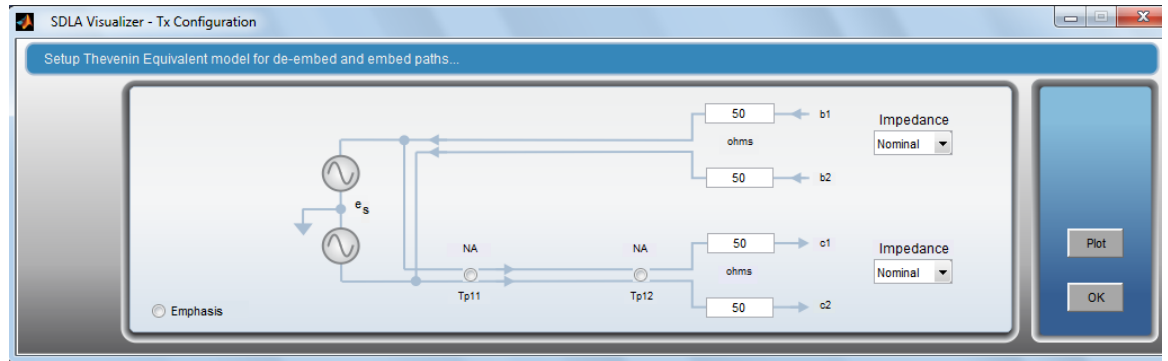 SDLA Visualizer - Tx Configuration
Setup Thevenin Equivalent model for de-embed and embed paths...
50
b1
Impedance
ohms
Nominal
50
b2
es
NA
NA
50
c1
Impedance
ohms
Nominal
Tp11
Tp12
50
c2
Emphasis
Plot
OK